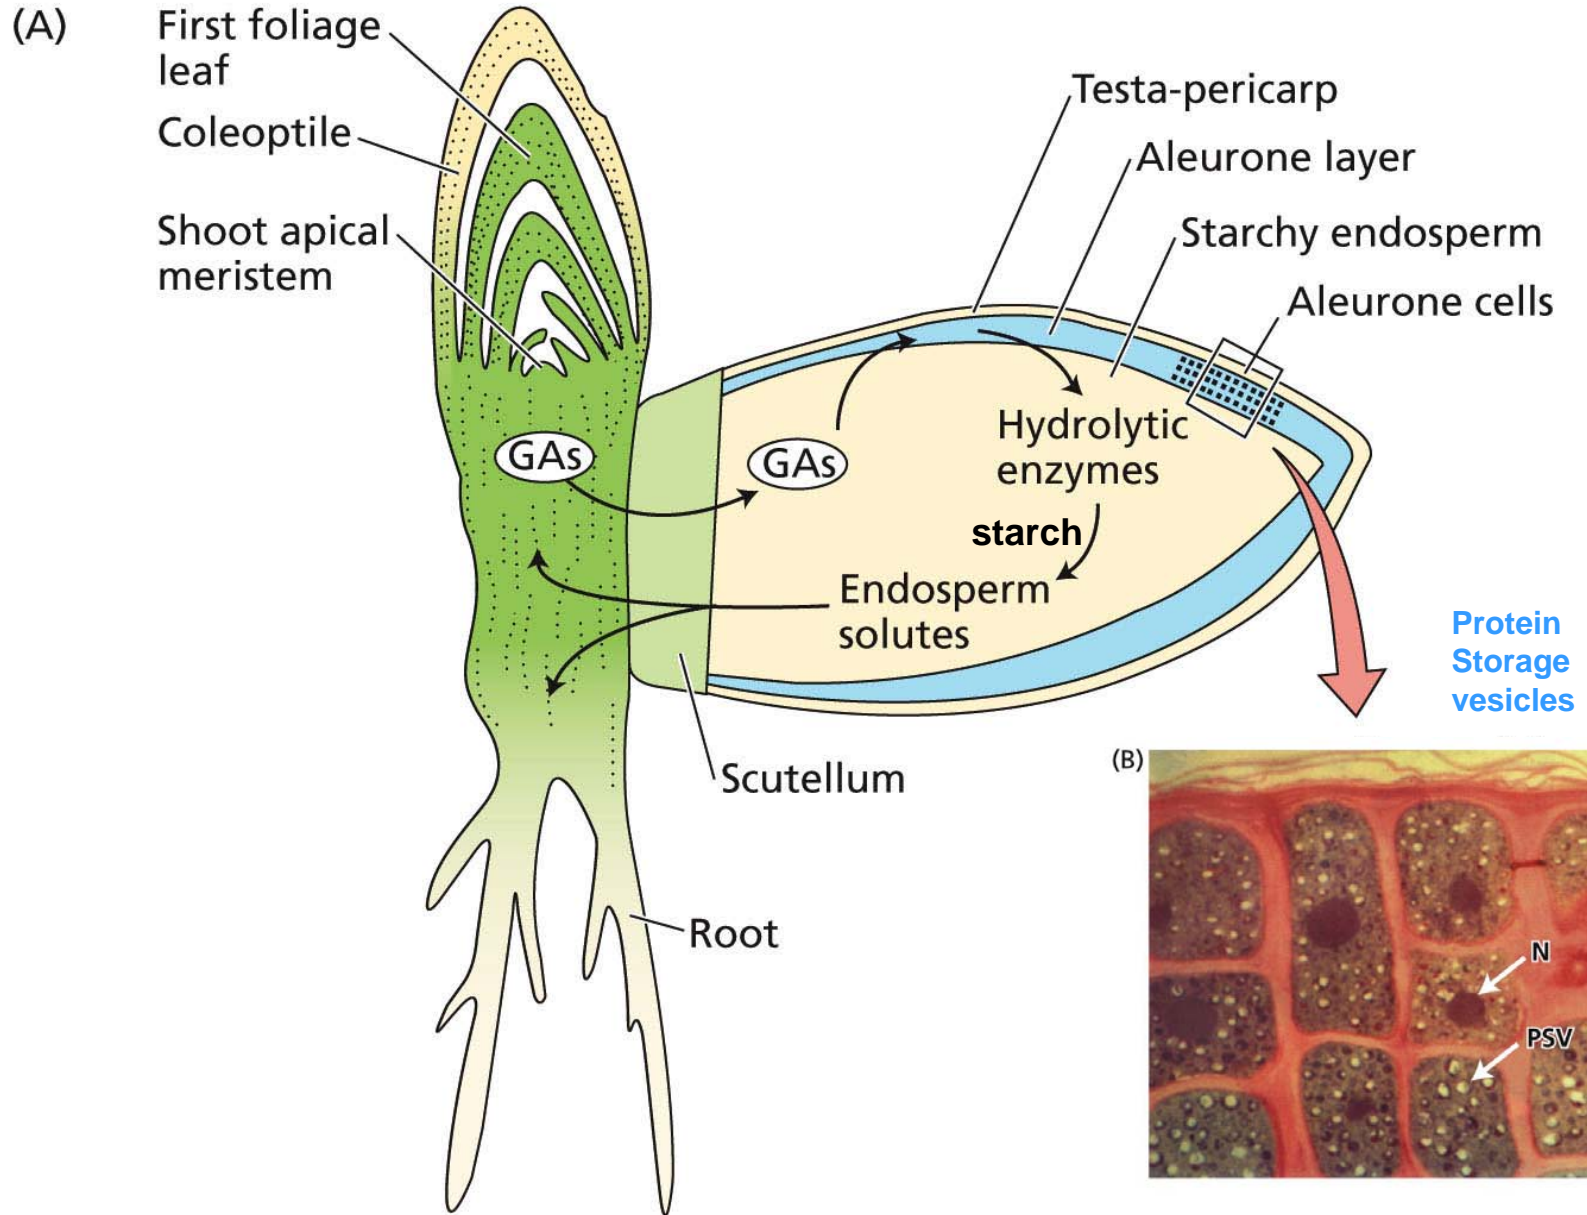 (A)
First foliage
leaf
Coleoptile
Shoot apical
meristem
Testa-pericarp
Aleurone layer
Starchy endosperm
Aleurone cells
GAs
GAs
Hydrolytic
enzymes
starch
Endosperm
solutes
Scutellum
Root
Protein
Storage
vesicles
(B)
N
PSV